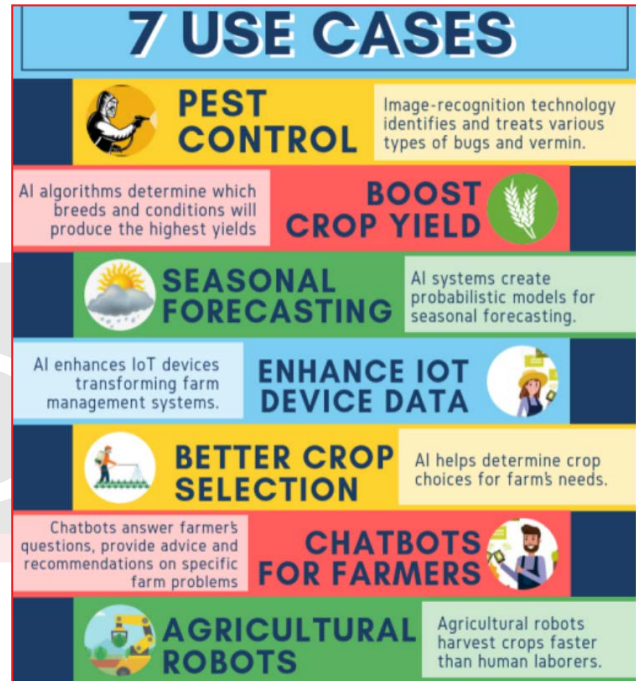 7 USE CASES
PEST
CONTROL
Image-recognition technology
identifies and treats various
types of bugs and vermin.
AI algorithms determine which
breeds and conditions will
produce the highest yields
BOOST
CROP YIELD
SEASONAL
FORECASTING
AI systems create
probabilistic models for
seasonal forecasting.
AI enhances IoT devices
transforming farm
management systems.
ENHANCE IOT
DEVICE DATA
BETTER CROP
SELECTION
AI helps determine crop
choices for farm's needs.
Chatbots answer farmer's
questions, provide advice and
recommendations on specific
farm problems
CHATBOTS
FOR FARMERS
AGRICULTURAL
ROBOTS
Agricultural robots
harvest crops faster
than human laborers.